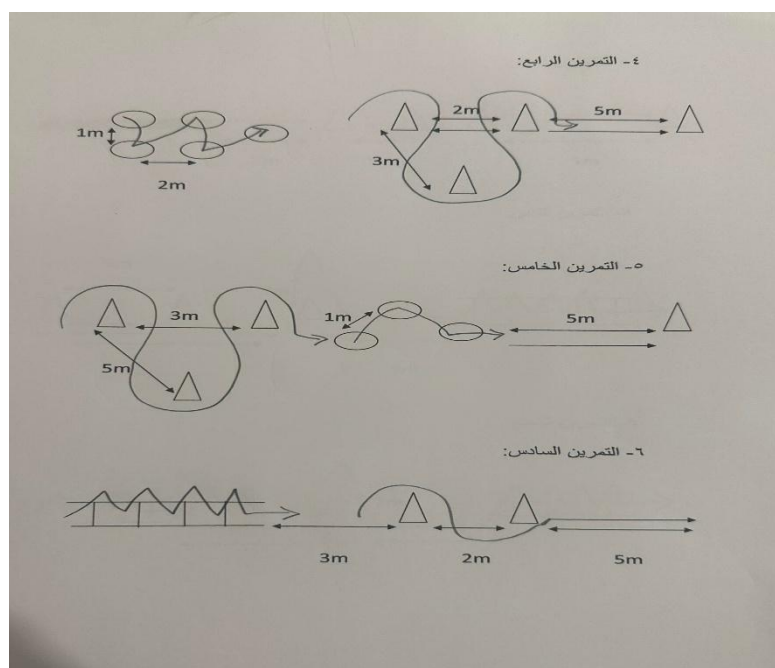 ٤- التمرين الرابع:
2m
5m
1m
3m
2m
٥- التمرين الخامس:
3m
1m
5m
5m
٦- التمرين السادس:
3m
2m
5m